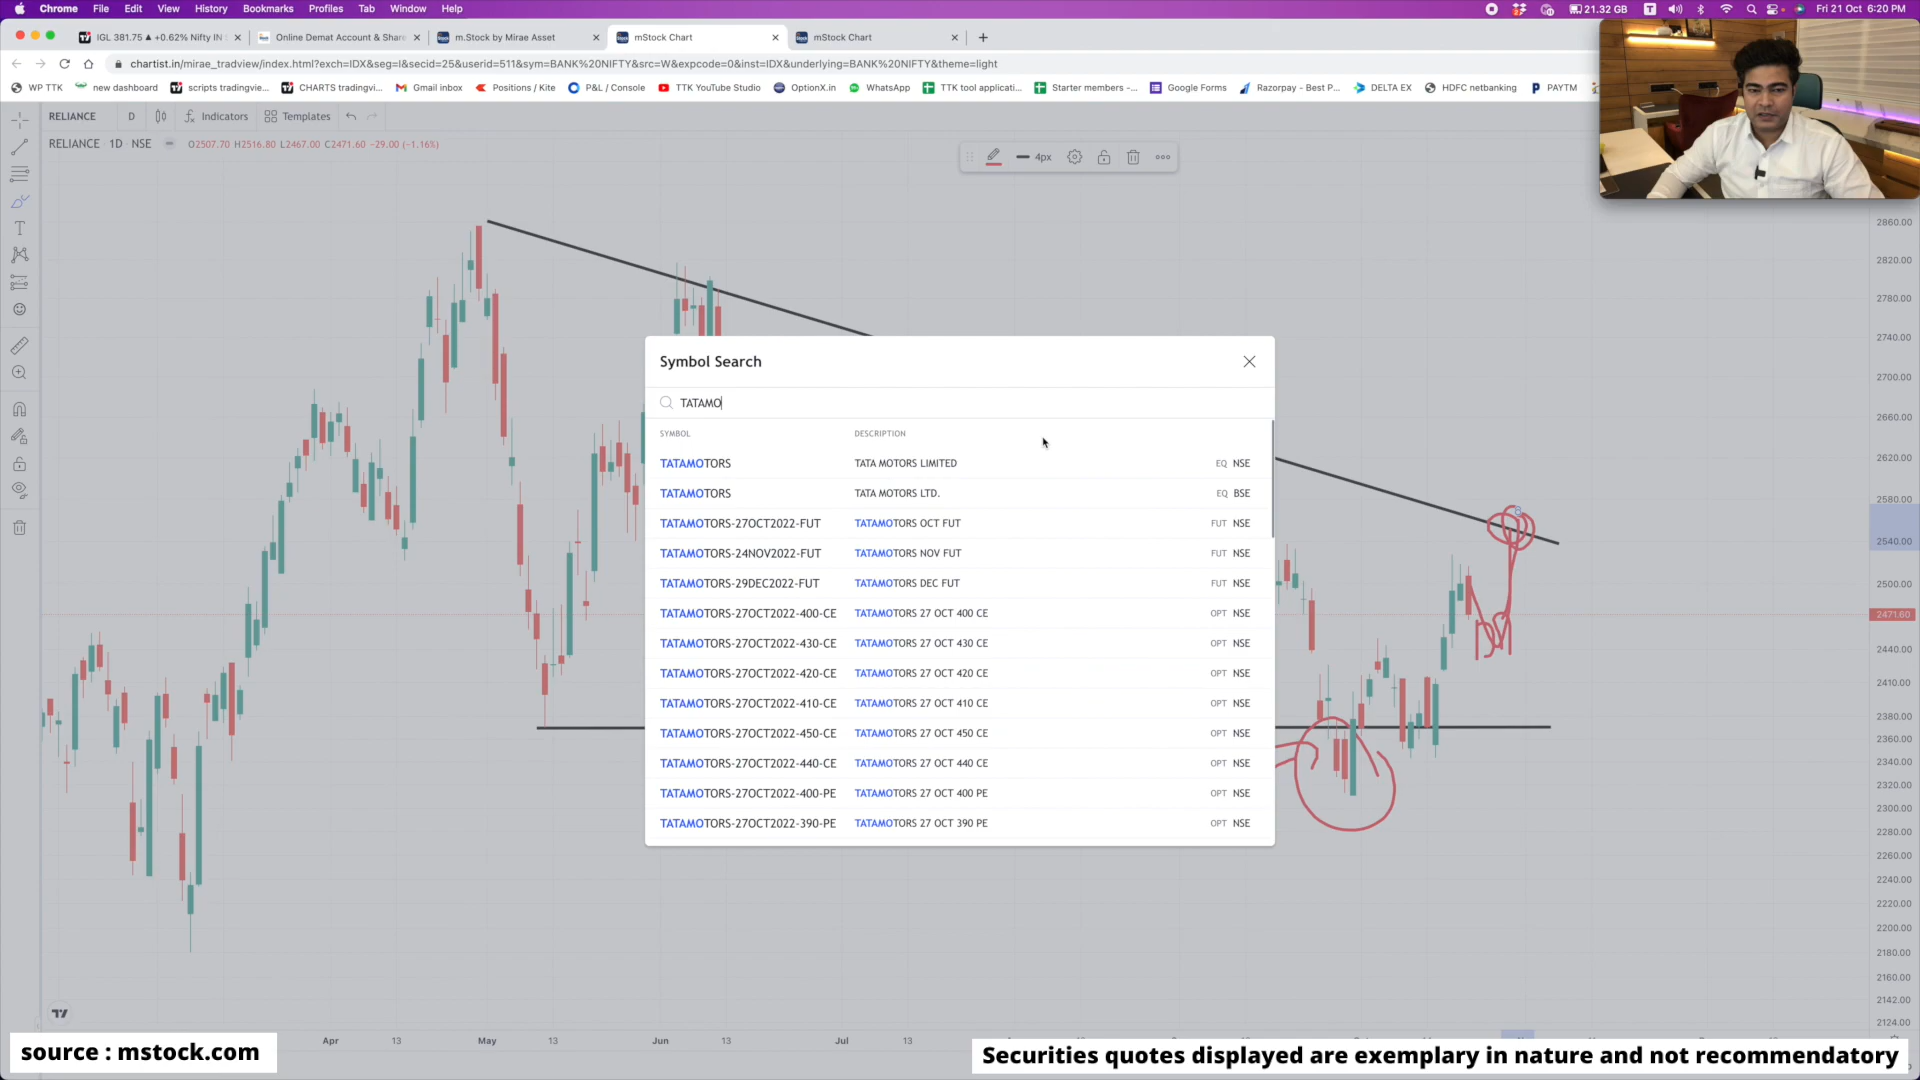 Chrome File Edit View History Bookmarks Profiles Tab Window Help
21.32 GB Fri 21 Oct 6:20 PM
IGL 381.75 ▲ +0.62% Nifty IN
Online Demat Account & Share
m.Stock by Mirae Asset
mStock Chart
mStock Chart
chartist.in/mirae_tradview/index.html?exch=IDX&seg=I&secid=25&userid=511&sym=BANK%20NIFTY&src=W&expcode=0&inst=IDX&underlying=BANK%20NIFTY&theme=light
WP TTK new dashboard scripts tradingvie... CHARTS tradingvi... Gmail inbox Positions / Kite P&L / Console TTK YouTube Studio OptionX.in WhatsApp TTK tool applicati... Starter members -... Google Forms Razorpay - Best P... DELTA EX HDFC netbanking PAYTM
RELIANCE D Indicators Templates
RELIANCE 1D NSE O2507.70 H2516.80 L2467.00 C2471.60 −29.00 (−1.16%)
4px
Symbol Search
TATAMO
SYMBOL DESCRIPTION
TATAMOTORS TATA MOTORS LIMITED EQ NSE
TATAMOTORS TATA MOTORS LTD. EQ BSE
TATAMOTORS-27OCT2022-FUT TATAMOTORS OCT FUT FUT NSE
TATAMOTORS-24NOV2022-FUT TATAMOTORS NOV FUT FUT NSE
TATAMOTORS-29DEC2022-FUT TATAMOTORS DEC FUT FUT NSE
TATAMOTORS-27OCT2022-400-CE TATAMOTORS 27 OCT 400 CE OPT NSE
TATAMOTORS-27OCT2022-430-CE TATAMOTORS 27 OCT 430 CE OPT NSE
TATAMOTORS-27OCT2022-420-CE TATAMOTORS 27 OCT 420 CE OPT NSE
TATAMOTORS-27OCT2022-410-CE TATAMOTORS 27 OCT 410 CE OPT NSE
TATAMOTORS-27OCT2022-450-CE TATAMOTORS 27 OCT 450 CE OPT NSE
TATAMOTORS-27OCT2022-440-CE TATAMOTORS 27 OCT 440 CE OPT NSE
TATAMOTORS-27OCT2022-400-PE TATAMOTORS 27 OCT 400 PE OPT NSE
TATAMOTORS-27OCT2022-390-PE TATAMOTORS 27 OCT 390 PE OPT NSE
2860.00
2820.00
2780.00
2740.00
2700.00
2660.00
2620.00
2580.00
2540.00
2500.00
2471.60
2440.00
2410.00
2380.00
2360.00
2340.00
2320.00
2300.00
2280.00
2260.00
2240.00
2220.00
2200.00
2180.00
2160.00
2142.00
2124.00
Apr 13 May 13 Jun 13 Jul 13
source : mstock.com
Securities quotes displayed are exemplary in nature and not recommendatory